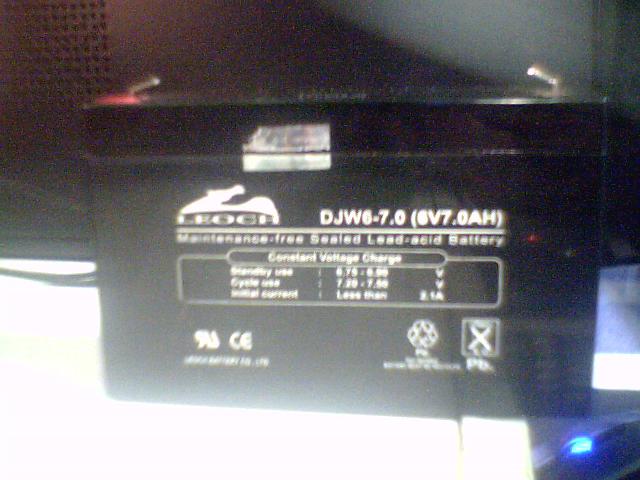 LEOCH
DJW6-7.0 (6V7.0AH)
Maintenance-free Sealed Lead-acid Battery
Constant Voltage Charge
Standby use : 6.75 - 6.90 V
Cycle use : 7.20 - 7.50 V
Initial current : Less than 2.1A
CE
Pb.